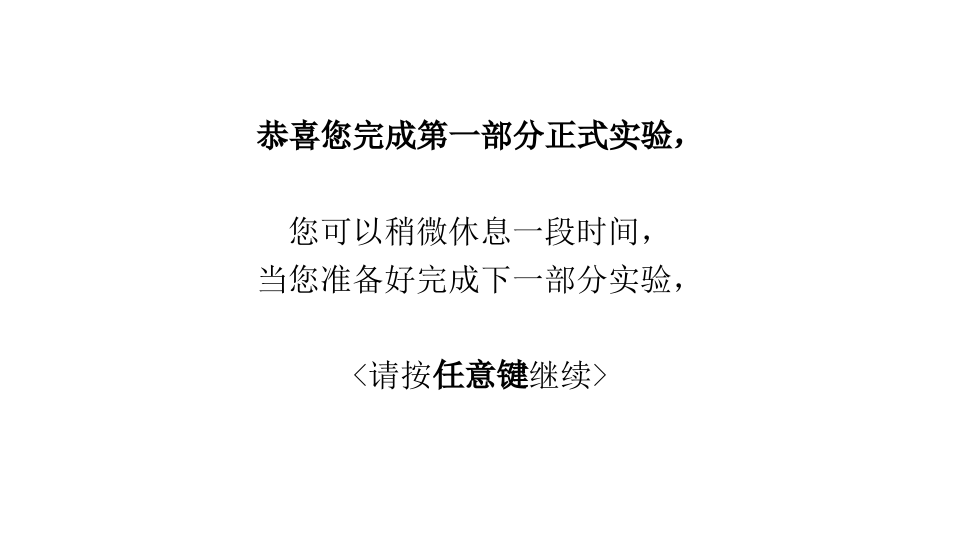 恭喜您完成第一部分正式实验，
您可以稍微休息一段时间，
当您准备好完成下一部分实验，
<请按任意键继续>